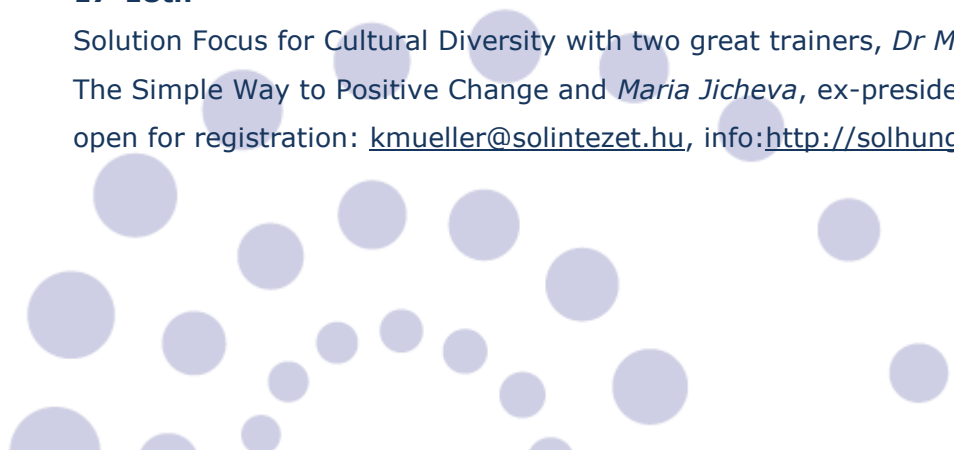 Solution Focus for Cultural Diversity with two great trainers, Dr M
The Simple Way to Positive Change and Maria Jicheva, ex-preside
open for registration: kmueller@solintezet.hu, info:http://solhung